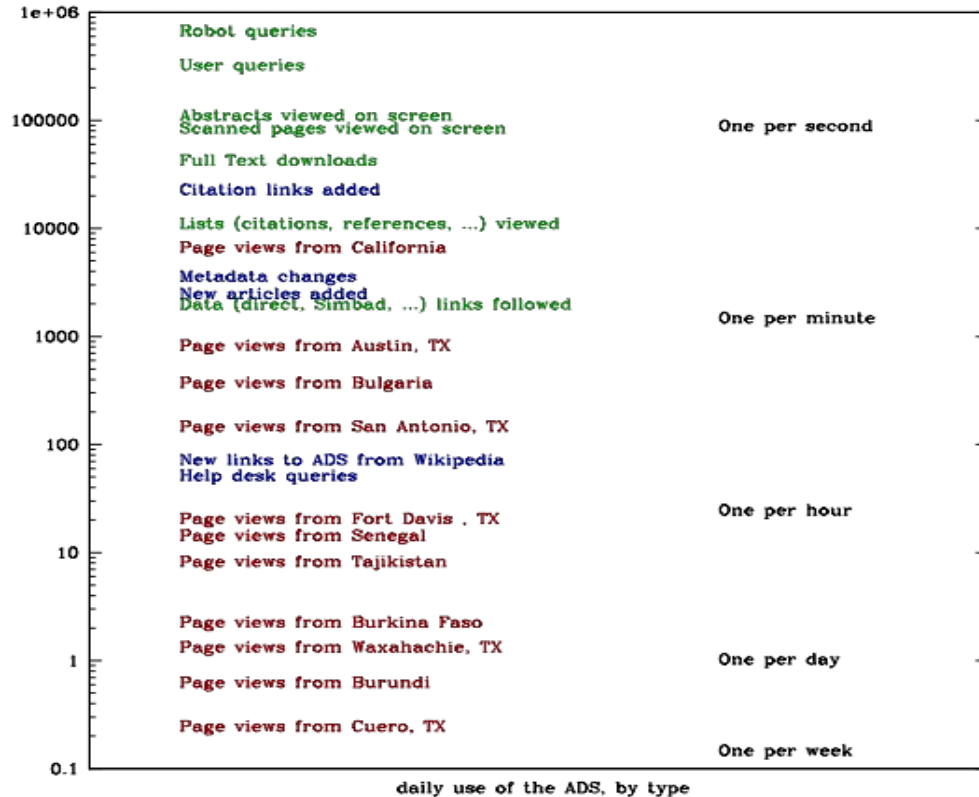 1e+06
Robot queries
User queries
Abstracts viewed on screen
100000
One per second
Scanned pages viewed on screen
Full Text downloads
Citation links added
Lists (citations, references, ...) viewed
10000
Page views from California
Metadata changes
New articles added
Data (direct, Simbad, ...) links followed
One per minute
1000
Page views from Austin, TX
Page views from Bulgaria
Page views from San Antonio, TX
100
New links to ADS from Wikipedia
Help desk queries
One per hour
Page views from Fort Davis , TX
Page views from Senegal
10
Page views from Tajikistan
Page views from Burkina Faso
Page views from Waxahachie, TX
1
One per day
Page views from Burundi
Page views from Cuero, TX
One per week
0.1
daily use of the ADS, by type